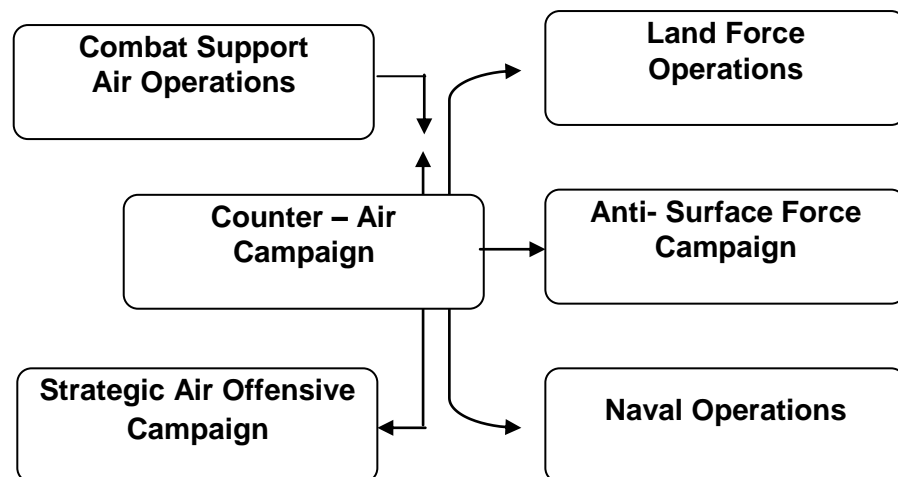 Combat Support
Air Operations
Land Force
Operations
Counter – Air
Campaign
Anti- Surface Force
Campaign
Strategic Air Offensive
Campaign
Naval Operations